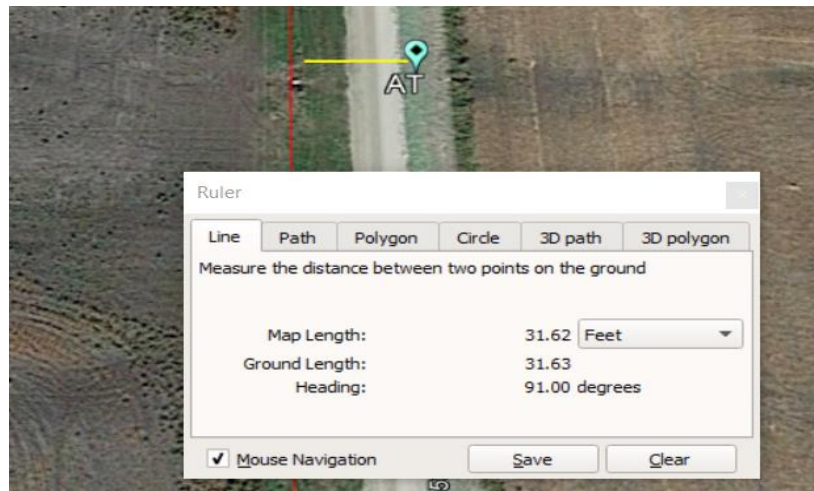 AT
Ruler
Line Path Polygon Circle 3D path 3D polygon
Measure the distance between two points on the ground
Map Length: 31.62 Feet
Ground Length: 31.63
Heading: 91.00 degrees
Mouse Navigation Save Clear